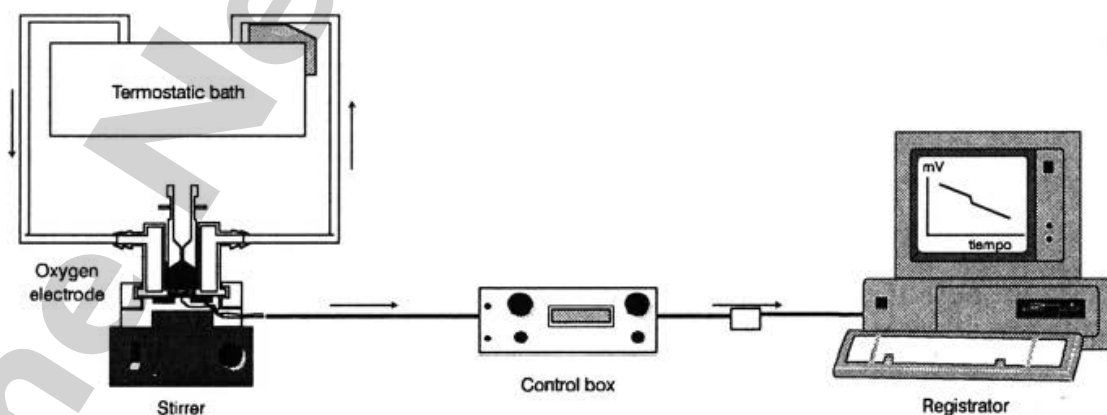 Termostatic bath
mV
tiempo
Oxygen
electrode
Stirrer
Control box
Registrator